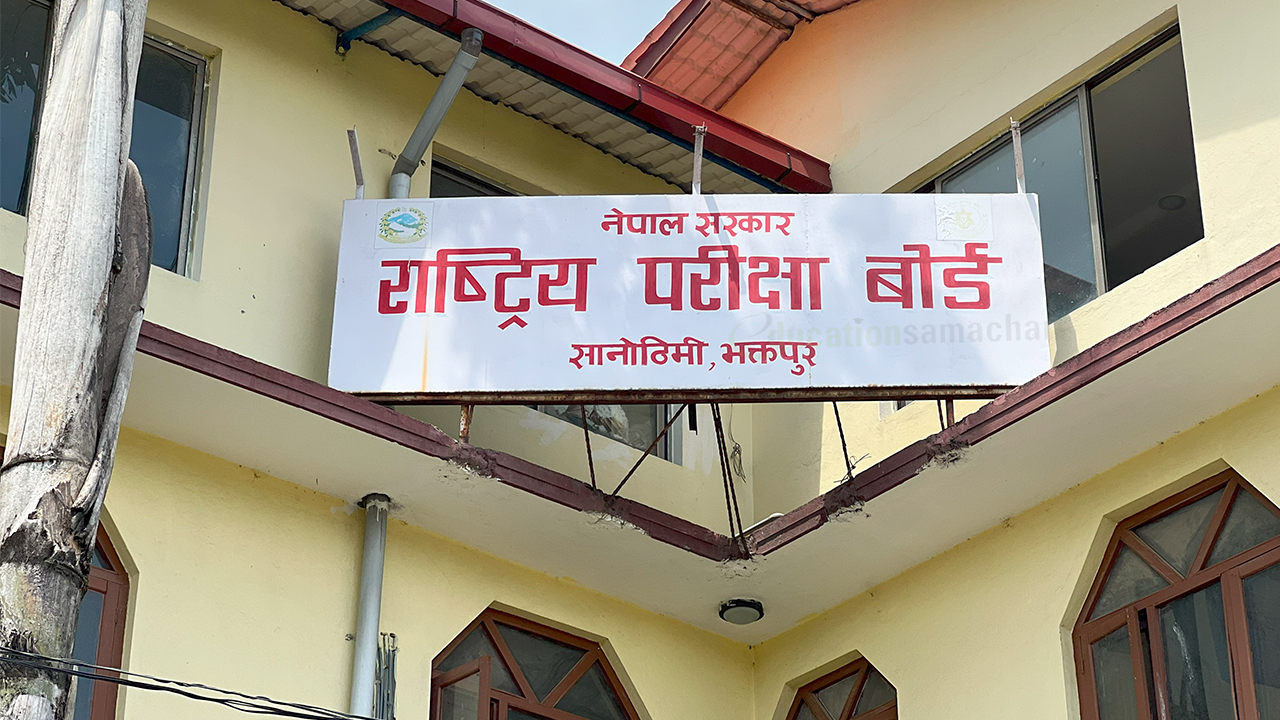 नेपाल सरकार
राष्ट्रिय परीक्षा बोर्ड
educationsamachar
सानोठिमी, भक्तपुर